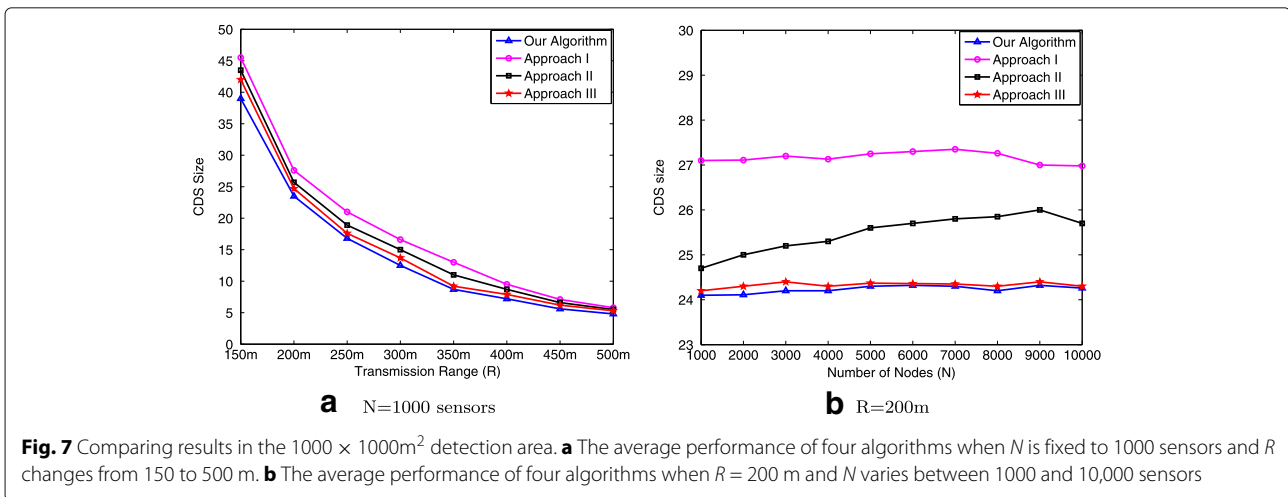 50
45
40
35
30
25
20
15
10
5
0
CDS Size
Our Algorithm
Approach I
Approach II
Approach III
150m 200m 250m 300m 350m 400m 450m 500m
Transmission Range (R)
a N=1000 sensors
30
29
28
27
26
25
24
23
CDS size
Our Algorithm
Approach I
Approach II
Approach III
1000 2000 3000 4000 5000 6000 7000 8000 9000 10000
Number of Nodes (N)
b R=200m
Fig. 7 Comparing results in the 1000 × 1000m² detection area. a The average performance of four algorithms when N is fixed to 1000 sensors and R
changes from 150 to 500 m. b The average performance of four algorithms when R = 200 m and N varies between 1000 and 10,000 sensors